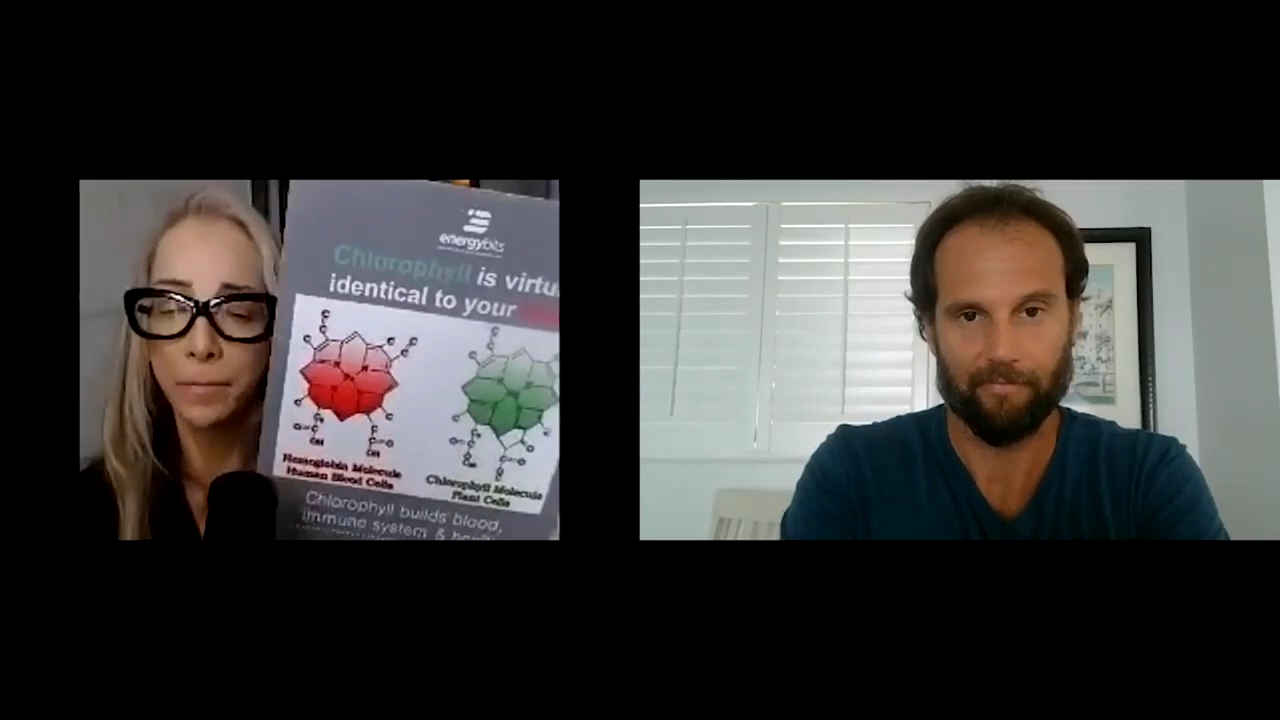 energybits
Chlorophyll is virtu
identical to your
Hemoglobin Molecule
Human Blood Cells
Chlorophyll Molecule
Plant Cells
Chlorophyll builds blood,
immune system &